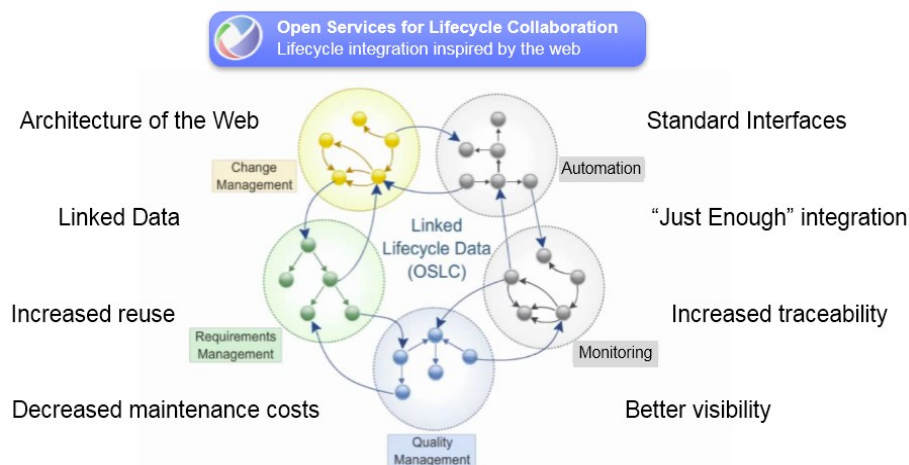 Open Services for Lifecycle Collaboration
Lifecycle integration inspired by the web
Architecture of the Web
Standard Interfaces
Change
Management
Automation
Linked Data
Linked
Lifecycle Data
(OSLC)
“Just Enough” integration
Increased reuse
Increased traceability
Requirements
Management
Monitoring
Decreased maintenance costs
Better visibility
Quality
Management